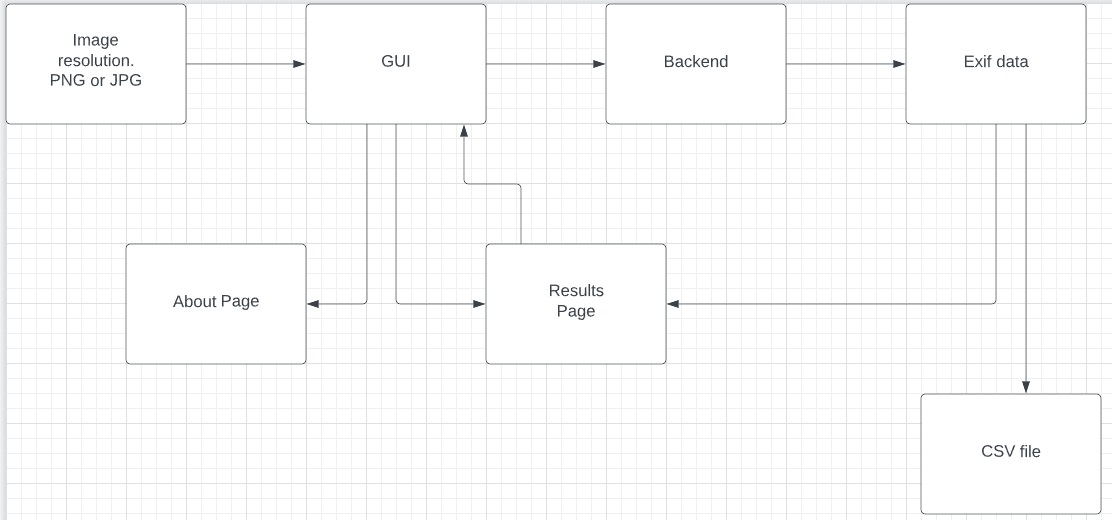 Image
resolution.
PNG or JPG
GUI
Backend
Exif data
About Page
Results
Page
CSV file